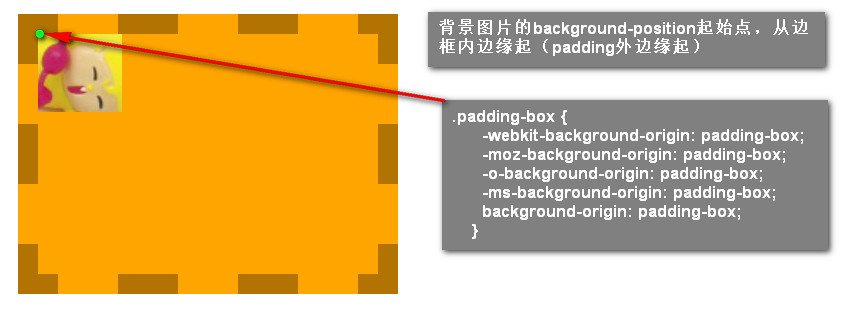 背景图片的background-position起始点，从边
框内边缘起（padding外边缘起）
.padding-box {
-webkit-background-origin: padding-box;
-moz-background-origin: padding-box;
-o-background-origin: padding-box;
-ms-background-origin: padding-box;
background-origin: padding-box;
}